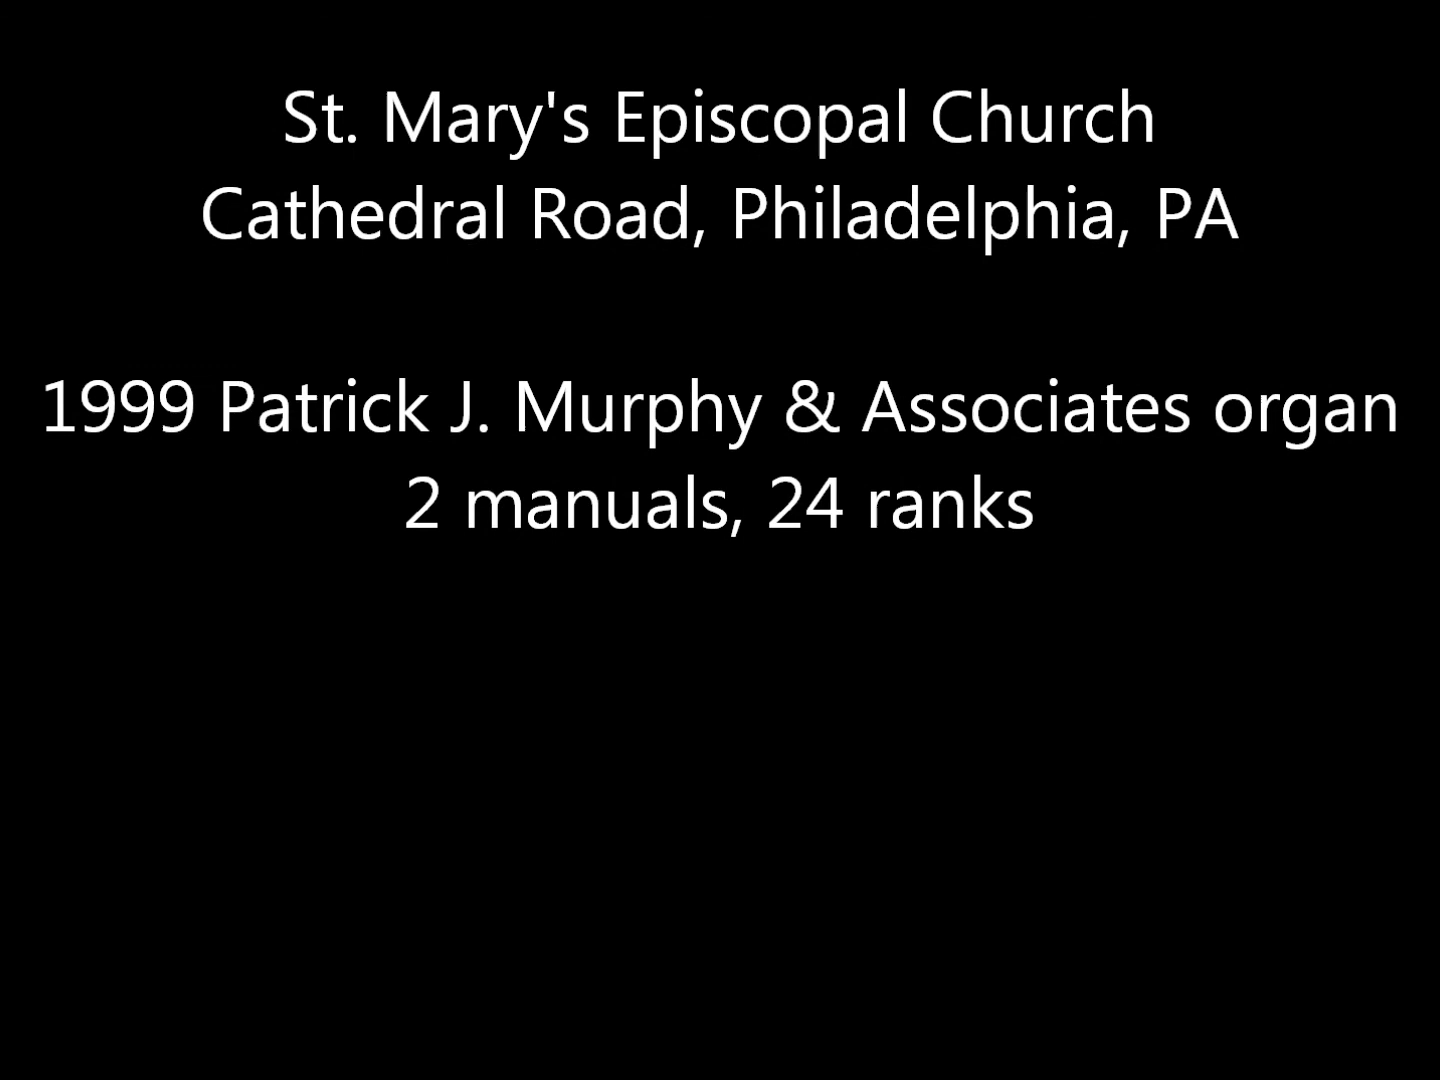 St. Mary's Episcopal Church
Cathedral Road, Philadelphia, PA
1999 Patrick J. Murphy & Associates organ
2 manuals, 24 ranks